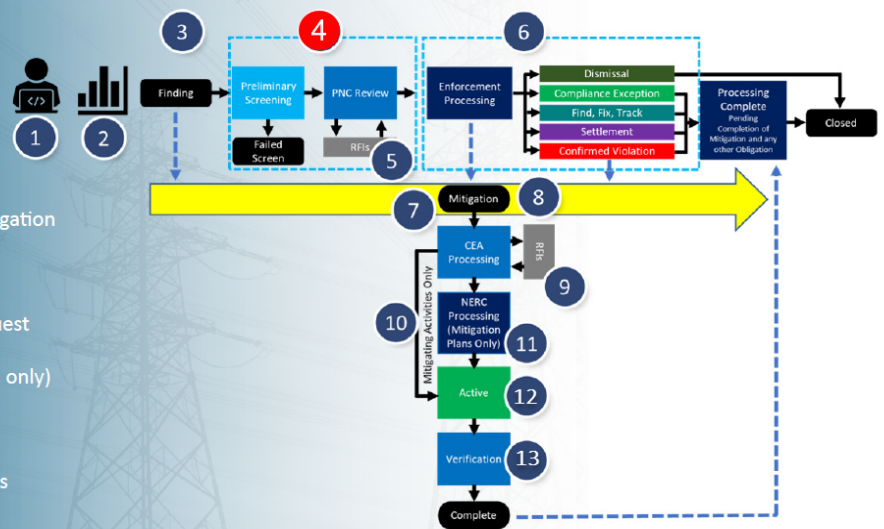 3
4
6
</>
1
2
Finding
Preliminary
Screening
PNC Review
Failed
Screen
RFIs
5
Enforcement
Processing
Dismissal
Compliance Exception
Find, Fix, Track
Settlement
Confirmed Violation
Processing
Complete
Pending
Completion of
Mitigation and any
other Obligation
Closed
7
Mitigation
8
gation
CEA
Processing
RFIs
9
Mitigating Activities Only
10
NERC
Processing
(Mitigation
Plans Only)
11
uest
only)
Active
12
Verification
13
s
Complete